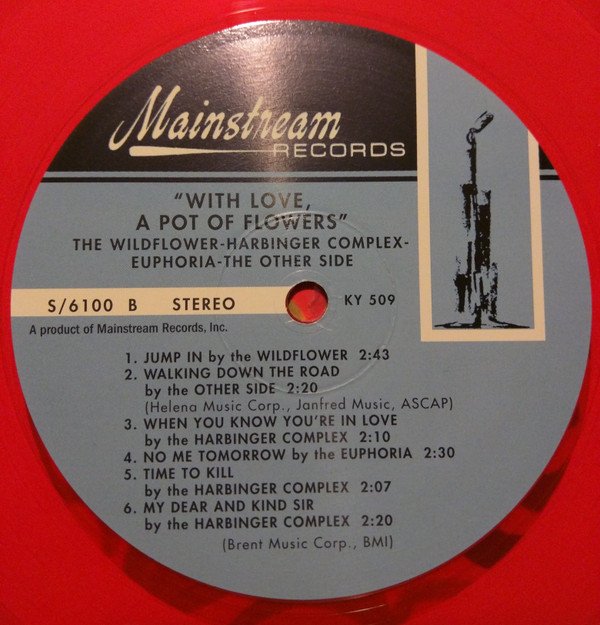 Mainstream
RECORDS
"WITH LOVE,
A POT OF FLOWERS"
THE WILDFLOWER-HARBINGER COMPLEX-
EUPHORIA-THE OTHER SIDE
S/6100 B STEREO KY 509
A product of Mainstream Records, Inc.
1. JUMP IN by the WILDFLOWER 2:43
2. WALKING DOWN THE ROAD
by the OTHER SIDE 2:20
(Helena Music Corp., Janfred Music, ASCAP)
3. WHEN YOU KNOW YOU'RE IN LOVE
by the HARBINGER COMPLEX 2:10
4. NO ME TOMORROW by the EUPHORIA 2:30
5. TIME TO KILL
by the HARBINGER COMPLEX 2:07
6. MY DEAR AND KIND SIR
by the HARBINGER COMPLEX 2:20
(Brent Music Corp., BMI)